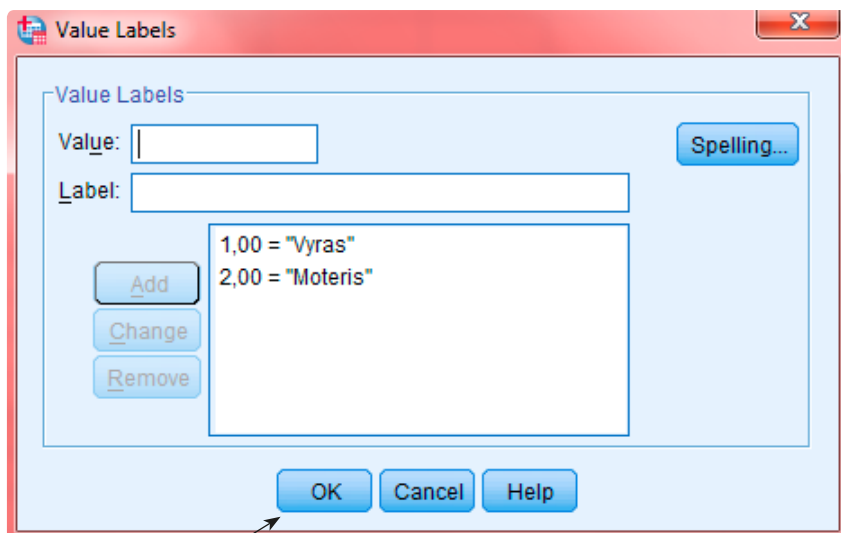 Value Labels
Value Labels
Value:
Spelling...
Label:
1,00 = "Vyras"
2,00 = "Moteris"
Add
Change
Remove
OK Cancel Help